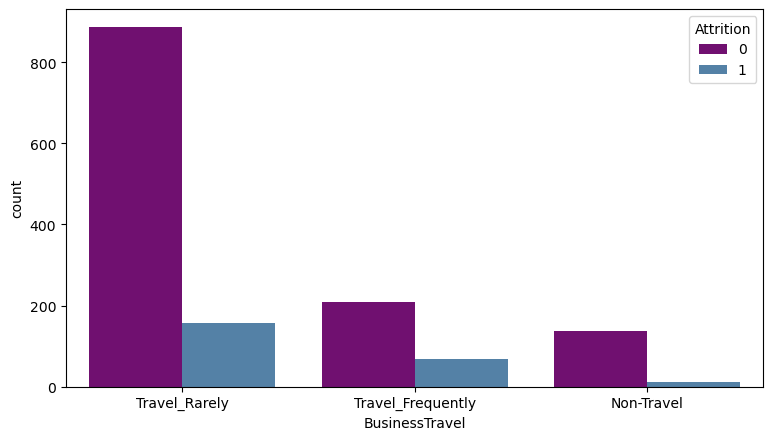 Attrition
0
1
800
600
400
200
0
count
Travel_Rarely
Travel_Frequently
Non-Travel
BusinessTravel